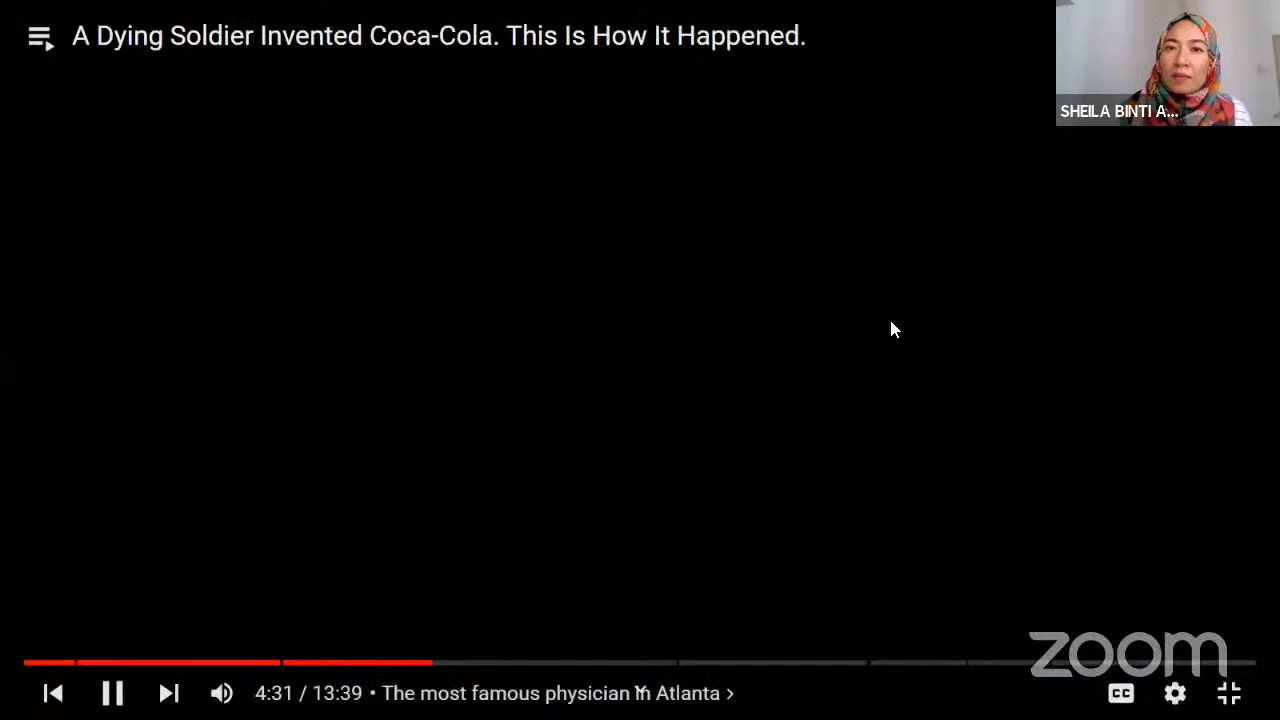 A Dying Soldier Invented Coca-Cola. This Is How It Happened.
SHEILA BINTI A...
zoom
4:31 / 13:39 • The most famous physician in Atlanta >
CC